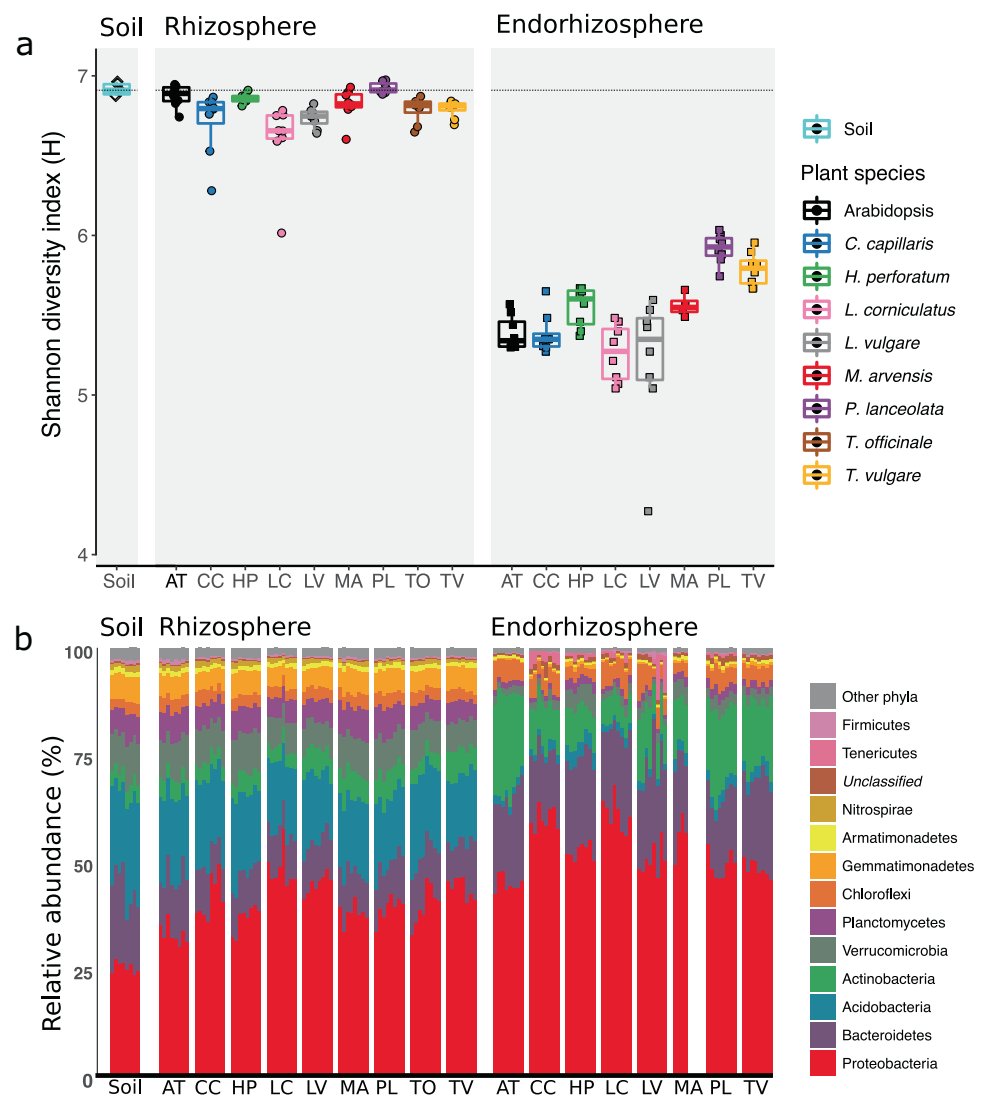 Soil Rhizosphere Endorhizosphere
a
Shannon diversity index (H)
7
6
5
4
Soil AT CC HP LC LV MA PL TO TV AT CC HP LC LV MA PL TV
Soil
Plant species
Arabidopsis
C. capillaris
H. perforatum
L. corniculatus
L. vulgare
M. arvensis
P. lanceolata
T. officinale
T. vulgare
b
Soil Rhizosphere Endorhizosphere
Relative abundance (%)
100
75
50
25
0
Soil AT CC HP LC LV MA PL TO TV AT CC HP LC LV MA PL TV
Other phyla
Firmicutes
Tenericutes
Unclassified
Nitrospirae
Armatimonadetes
Gemmatimonadetes
Chloroflexi
Planctomycetes
Verrucomicrobia
Actinobacteria
Acidobacteria
Bacteroidetes
Proteobacteria